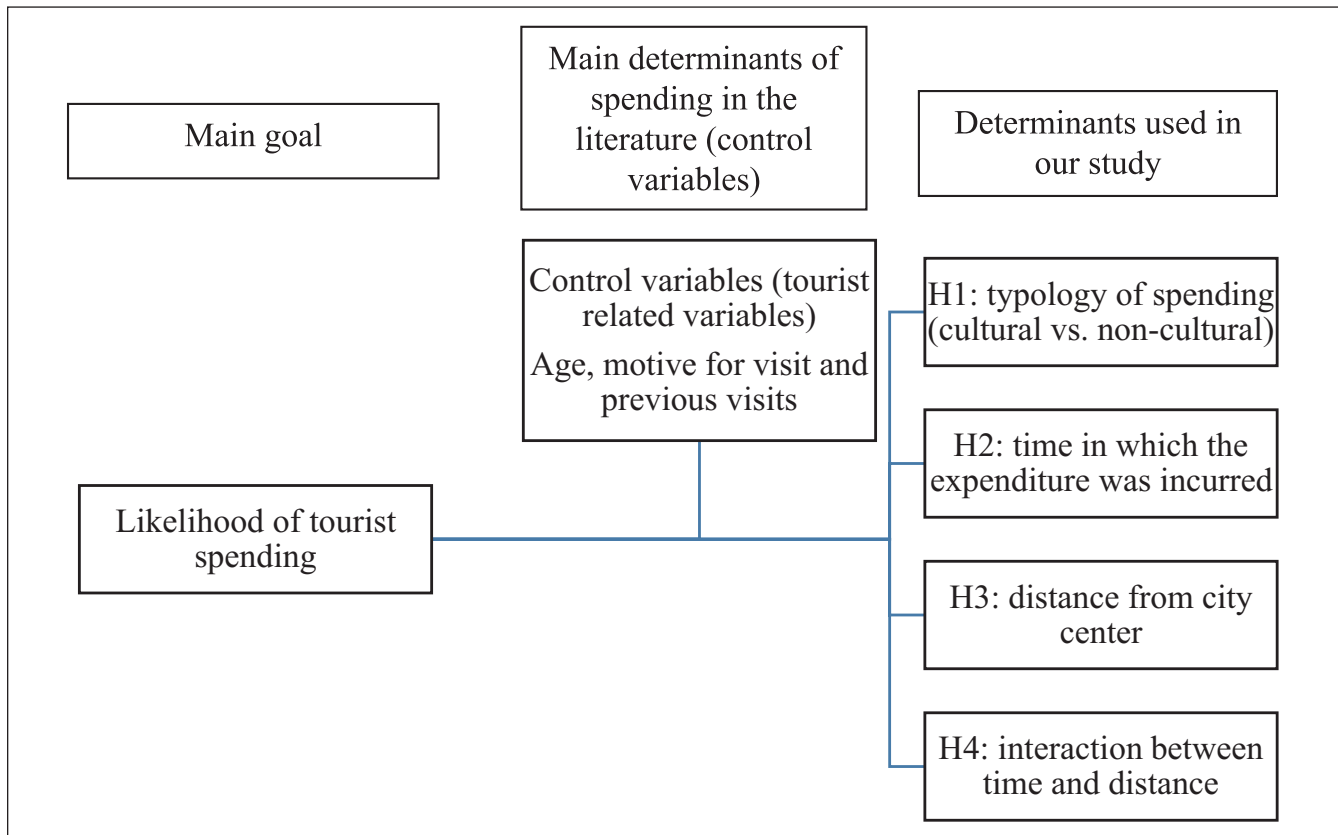 Main goal
Main determinants of
spending in the
literature (control
variables)
Determinants used in
our study
Control variables (tourist
related variables)
Age, motive for visit and
previous visits
Likelihood of tourist
spending
H1: typology of spending
(cultural vs. non-cultural)
H2: time in which the
expenditure was incurred
H3: distance from city
center
H4: interaction between
time and distance